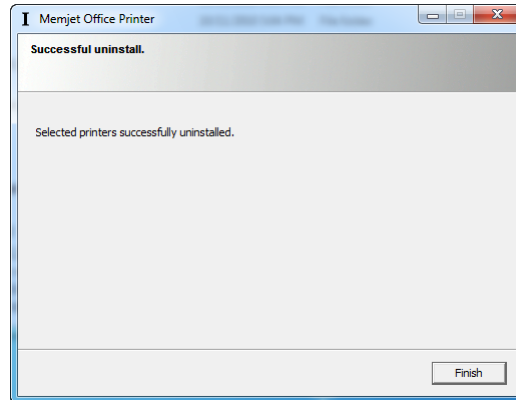 Memjet Office Printer
Successful uninstall.
Selected printers successfully uninstalled.
Finish